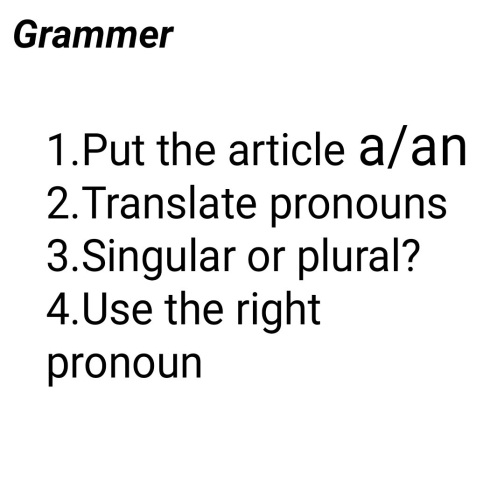 Grammer
1.Put the article a/an
2.Translate pronouns
3.Singular or plural?
4.Use the right
pronoun